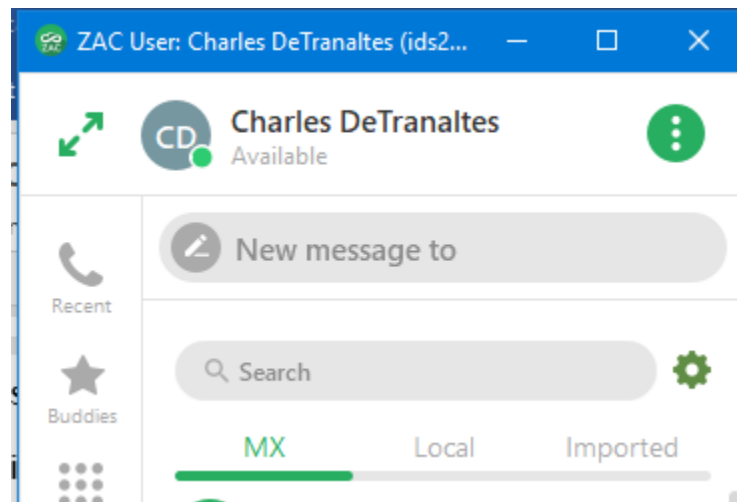 ZAC User: Charles DeTranaltes (ids2...
CD
Charles DeTranaltes
Available
New message to
Recent
Search
Buddies
MX Local Imported